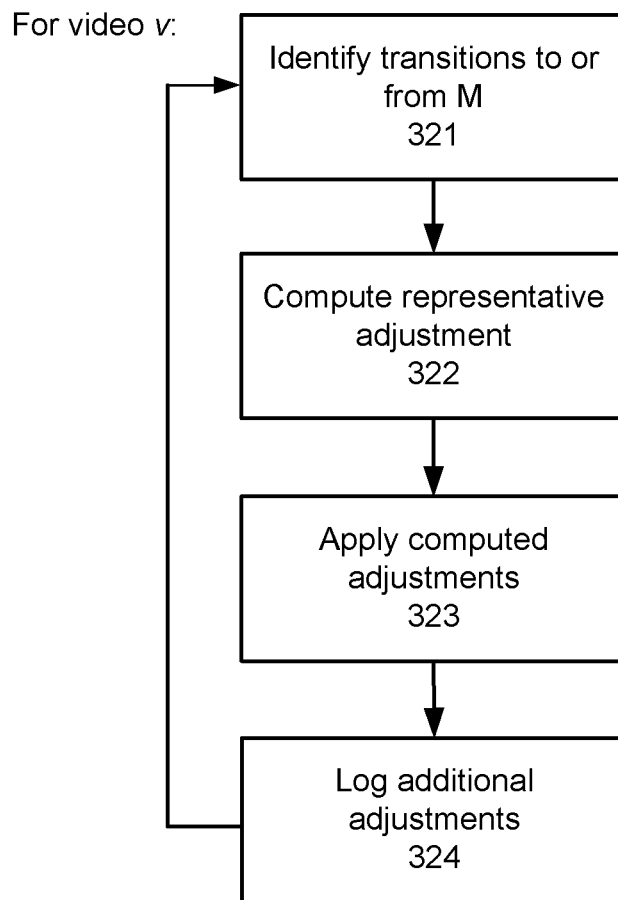 For video v:
Identify transitions to or
from M
321
Compute representative
adjustment
322
Apply computed
adjustments
323
Log additional
adjustments
324